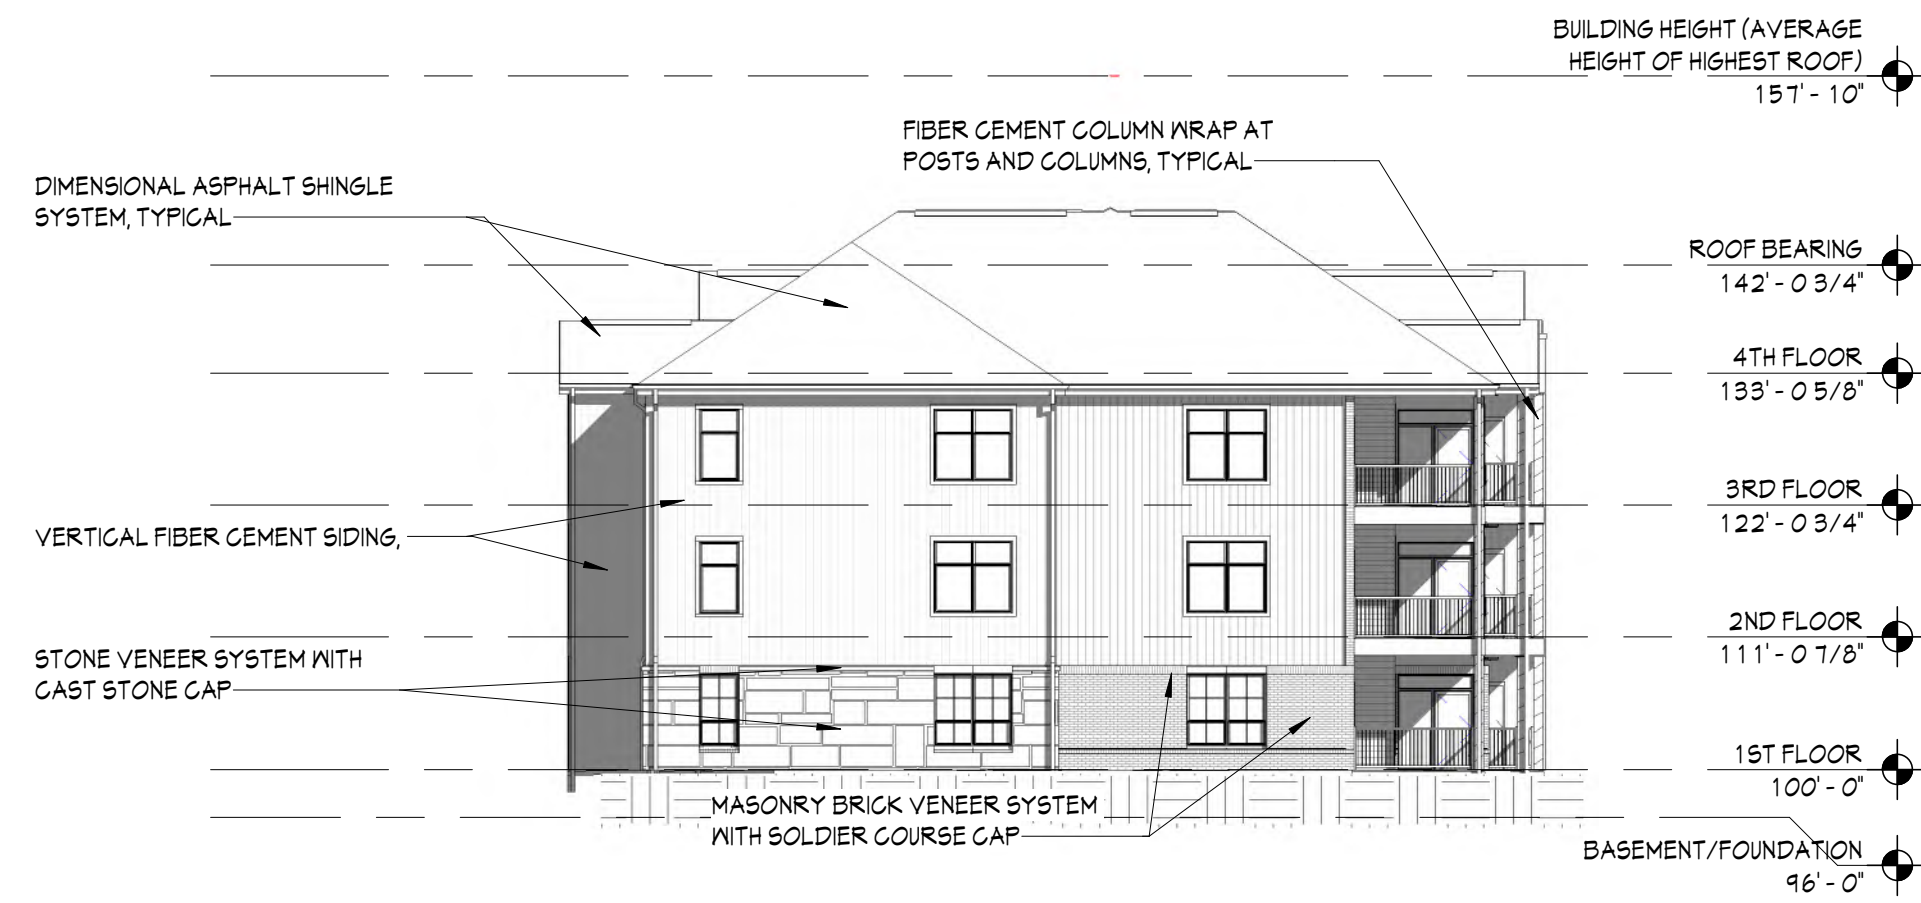 BUILDING HEIGHT (AVERAGE
HEIGHT OF HIGHEST ROOF)
157' - 10"
FIBER CEMENT COLUMN WRAP AT
POSTS AND COLUMNS, TYPICAL
DIMENSIONAL ASPHALT SHINGLE
SYSTEM, TYPICAL
ROOF BEARING
142' - 0 3/4"
4TH FLOOR
133' - 0 5/8"
3RD FLOOR
122' - 0 3/4"
VERTICAL FIBER CEMENT SIDING,
2ND FLOOR
111' - 0 7/8"
STONE VENEER SYSTEM WITH
CAST STONE CAP
1ST FLOOR
100' - 0"
MASONRY BRICK VENEER SYSTEM
WITH SOLDIER COURSE CAP
BASEMENT/FOUNDATION
96' - 0"